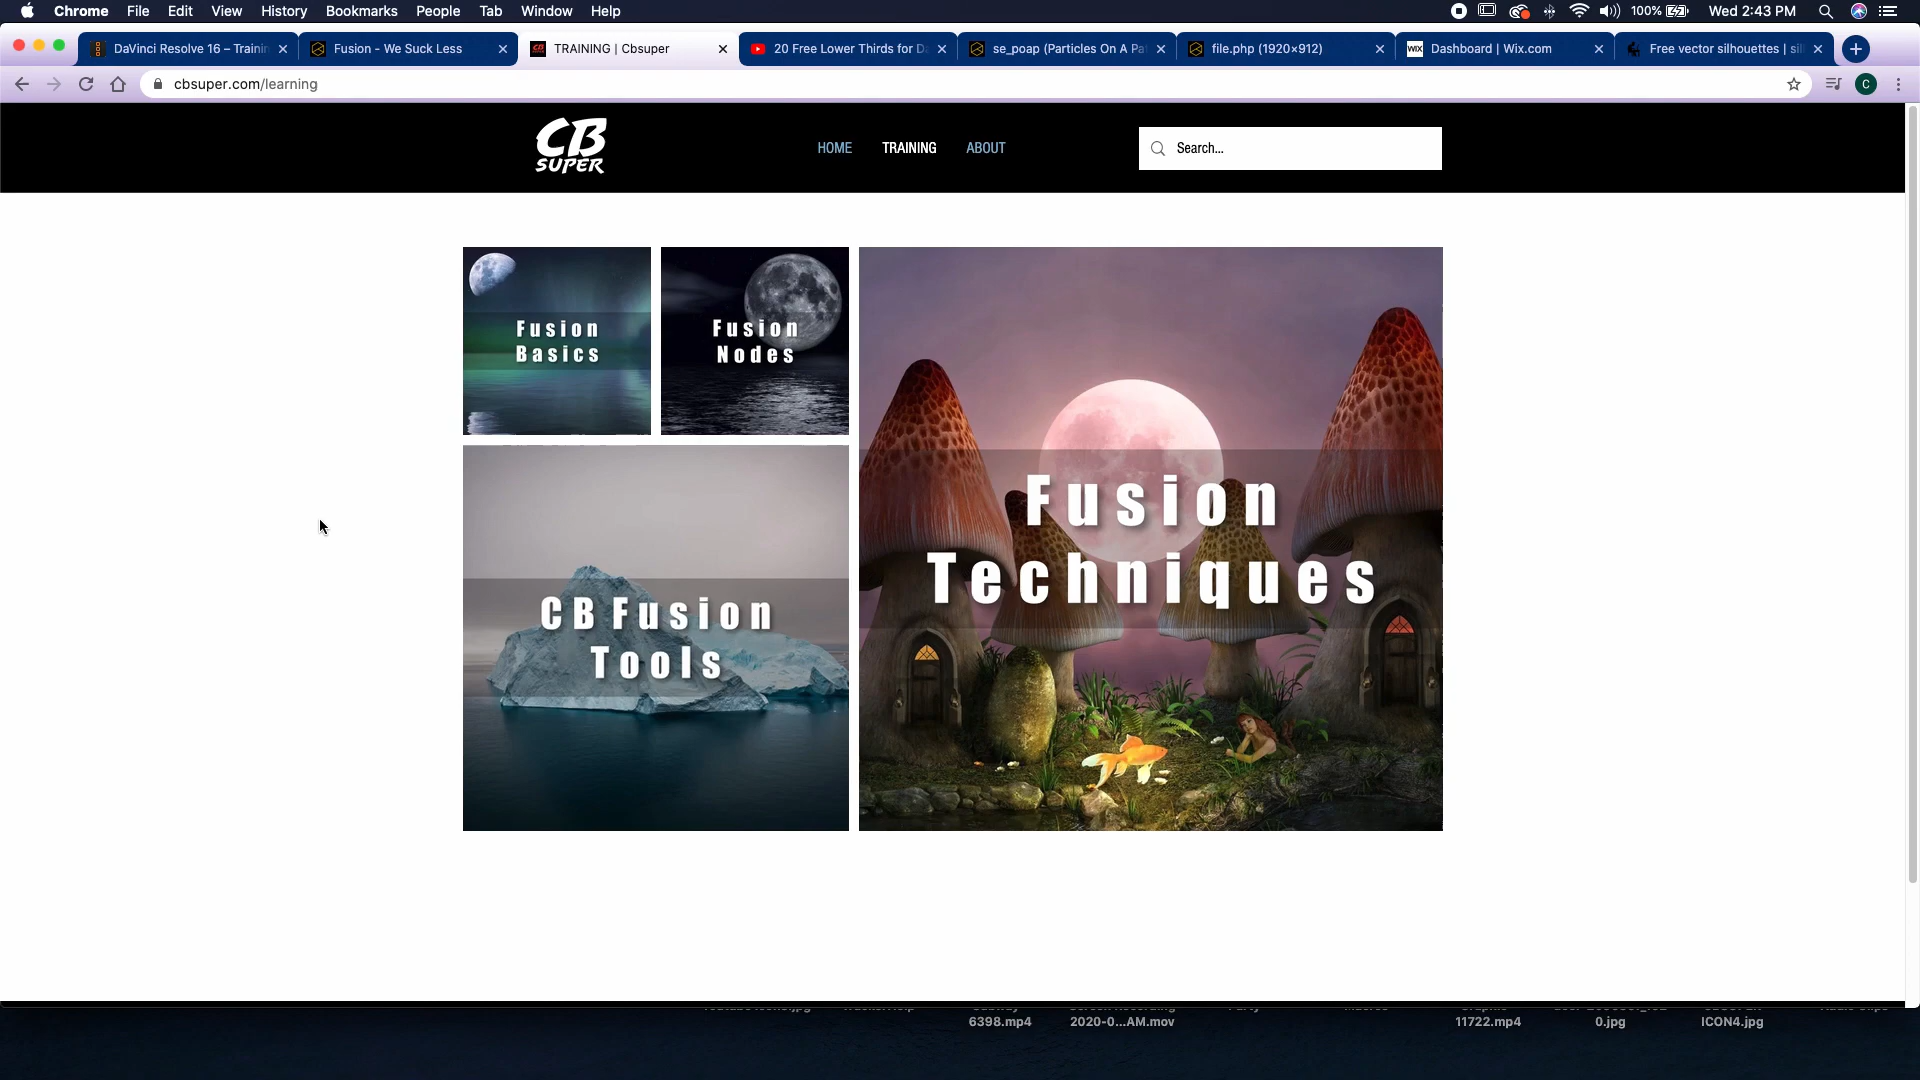 Chrome File Edit View History Bookmarks People Tab Window Help
100% Wed 2:43 PM
DaVinci Resolve 16 – Trainin
Fusion - We Suck Less
TRAINING | Cbsuper
20 Free Lower Thirds for Da
se_poap (Particles On A Pa
file.php (1920×912)
Dashboard | Wix.com
Free vector silhouettes | sil
cbsuper.com/learning
C
CB
SUPER
HOME TRAINING ABOUT
Search...
Fusion
Basics
Fusion
Nodes
Fusion
Techniques
CB Fusion
Tools
6398.mp4
2020-0...AM.mov
11722.mp4
0.jpg
ICON4.jpg